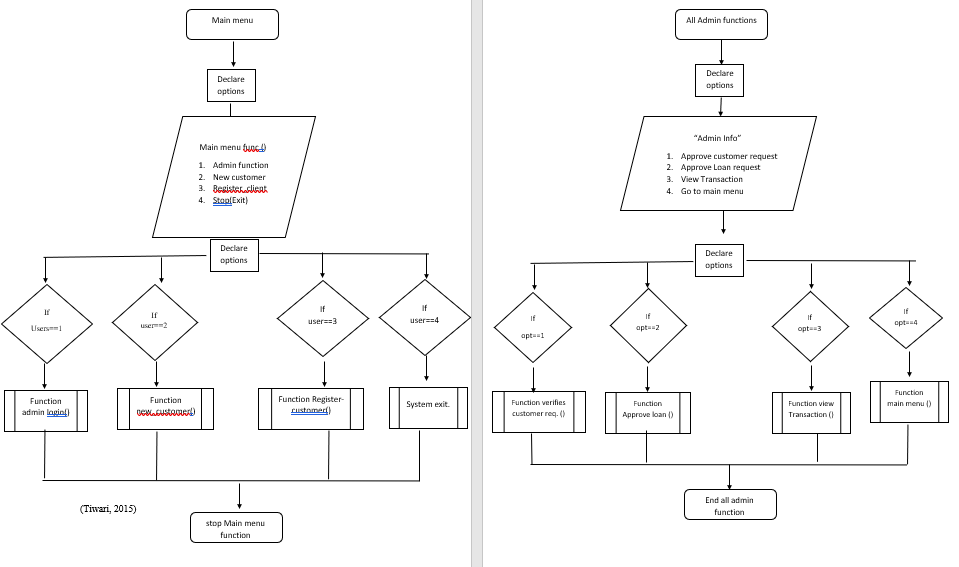 Main menu
Declare
options
Main menu func.()
1. Admin function
2. New customer
3. Register_client
4. Stop(Exit)
Declare
options
If
Users==1
If
user==2
If
user==3
If
user==4
Function
admin login()
Function
new_customer()
Function Register-
customer()
System exit.
(Tiwari, 2015)
stop Main menu
function
All Admin functions
Declare
options
“Admin Info”
1. Approve customer request
2. Approve Loan request
3. View Transaction
4. Go to main menu
Declare
options
If
opt==1
If
opt==2
If
opt==3
If
opt==4
Function verifies
customer req. ()
Function
Approve loan ()
Function view
Transaction ()
Function
main menu ()
End all admin
function